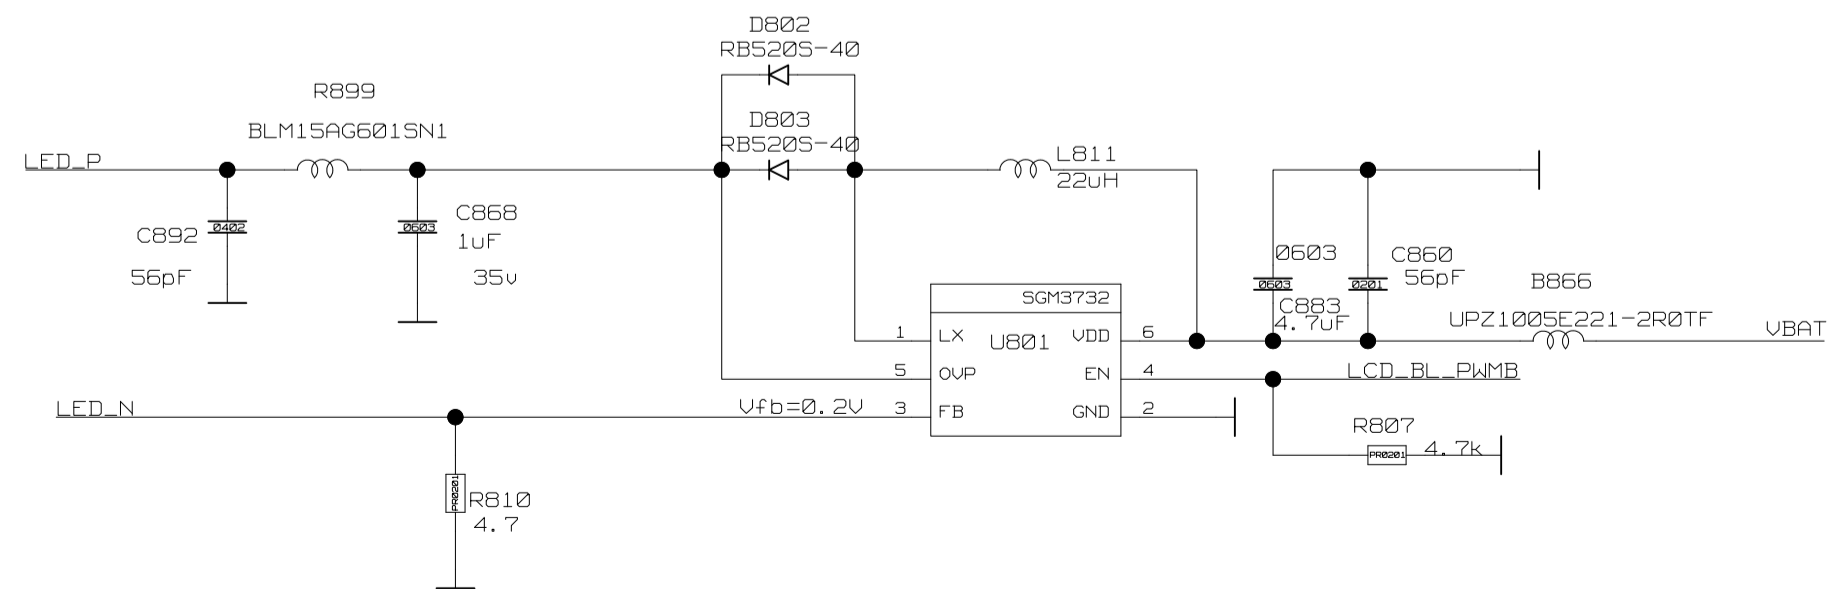 D802
RB520S-40
R899
D803
BLM15AG601SN1
RB520S-40
LED_P
L811
22uH
0402
C892
56pF
0603
C868
1uF
35v
0603
0603
C883
4.7uF
C860
56pF
0201
B866
UPZ1005E221-2R0TF
VBAT
SGM3732
U801
1 LX
VDD 6
5 OVP
EN 4
LCD_BL_PWMB
LED_N
Vfb=0.2V
3 FB
GND 2
R807
PR0201
4.7k
PR0201
R810
4.7